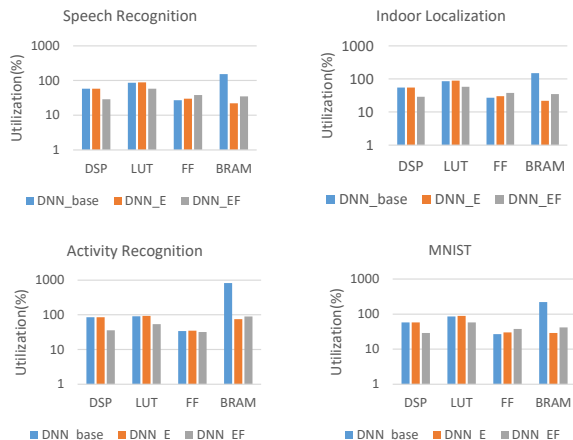 Speech Recognition
Utilization(%)
1000
100
10
1
DSP LUT FF BRAM
DNN_base DNN_E DNN_EF
Indoor Localization
Utilization(%)
1000
100
10
1
DSP LUT FF BRAM
DNN_base DNN_E DNN_EF
Activity Recognition
Utilization(%)
1000
100
10
1
DSP LUT FF BRAM
DNN_base DNN_E DNN_EF
MNIST
Utilization(%)
1000
100
10
1
DSP LUT FF BRAM
DNN_base DNN_E DNN_EF